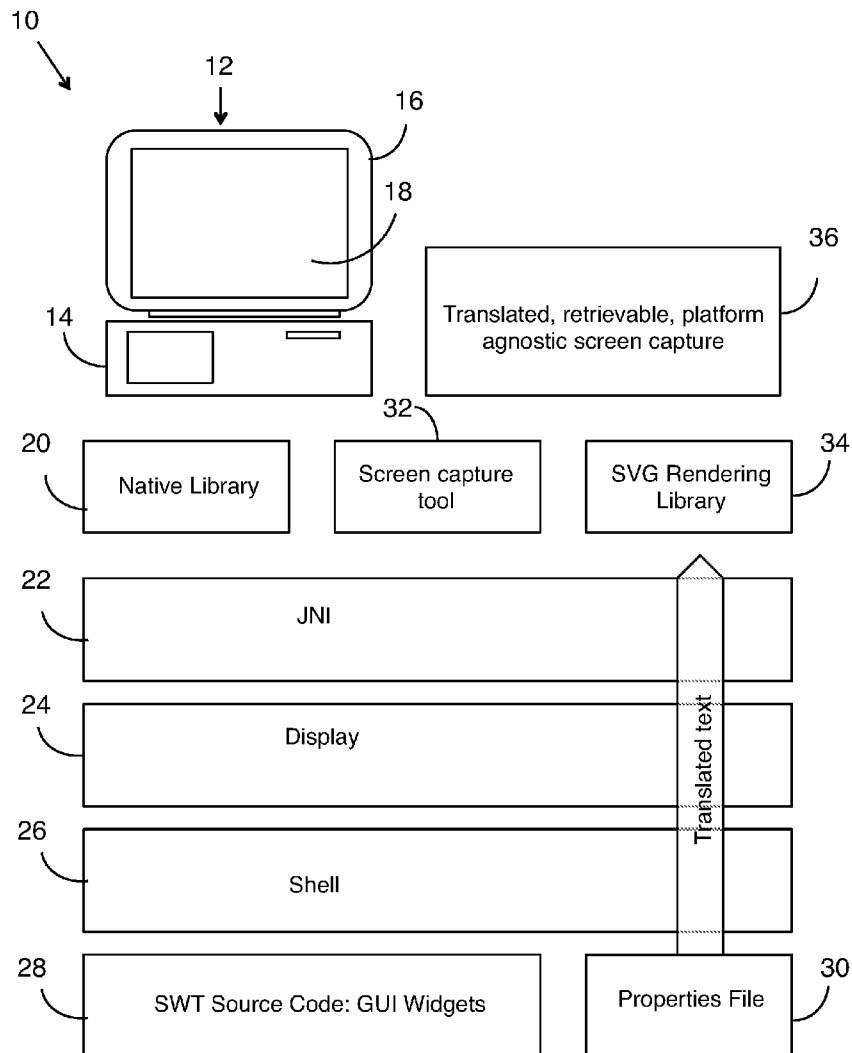 10
12
16
18
36
Translated, retrievable, platform
agnostic screen capture
14
32
20
Native Library
Screen capture
tool
SVG Rendering
Library
34
22
JNI
24
Display
Translated text
26
Shell
28
SWT Source Code: GUI Widgets
Properties File
30